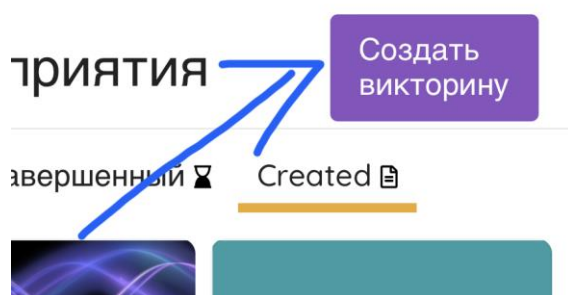 приятия
Создать
викторину
авершенный
Created